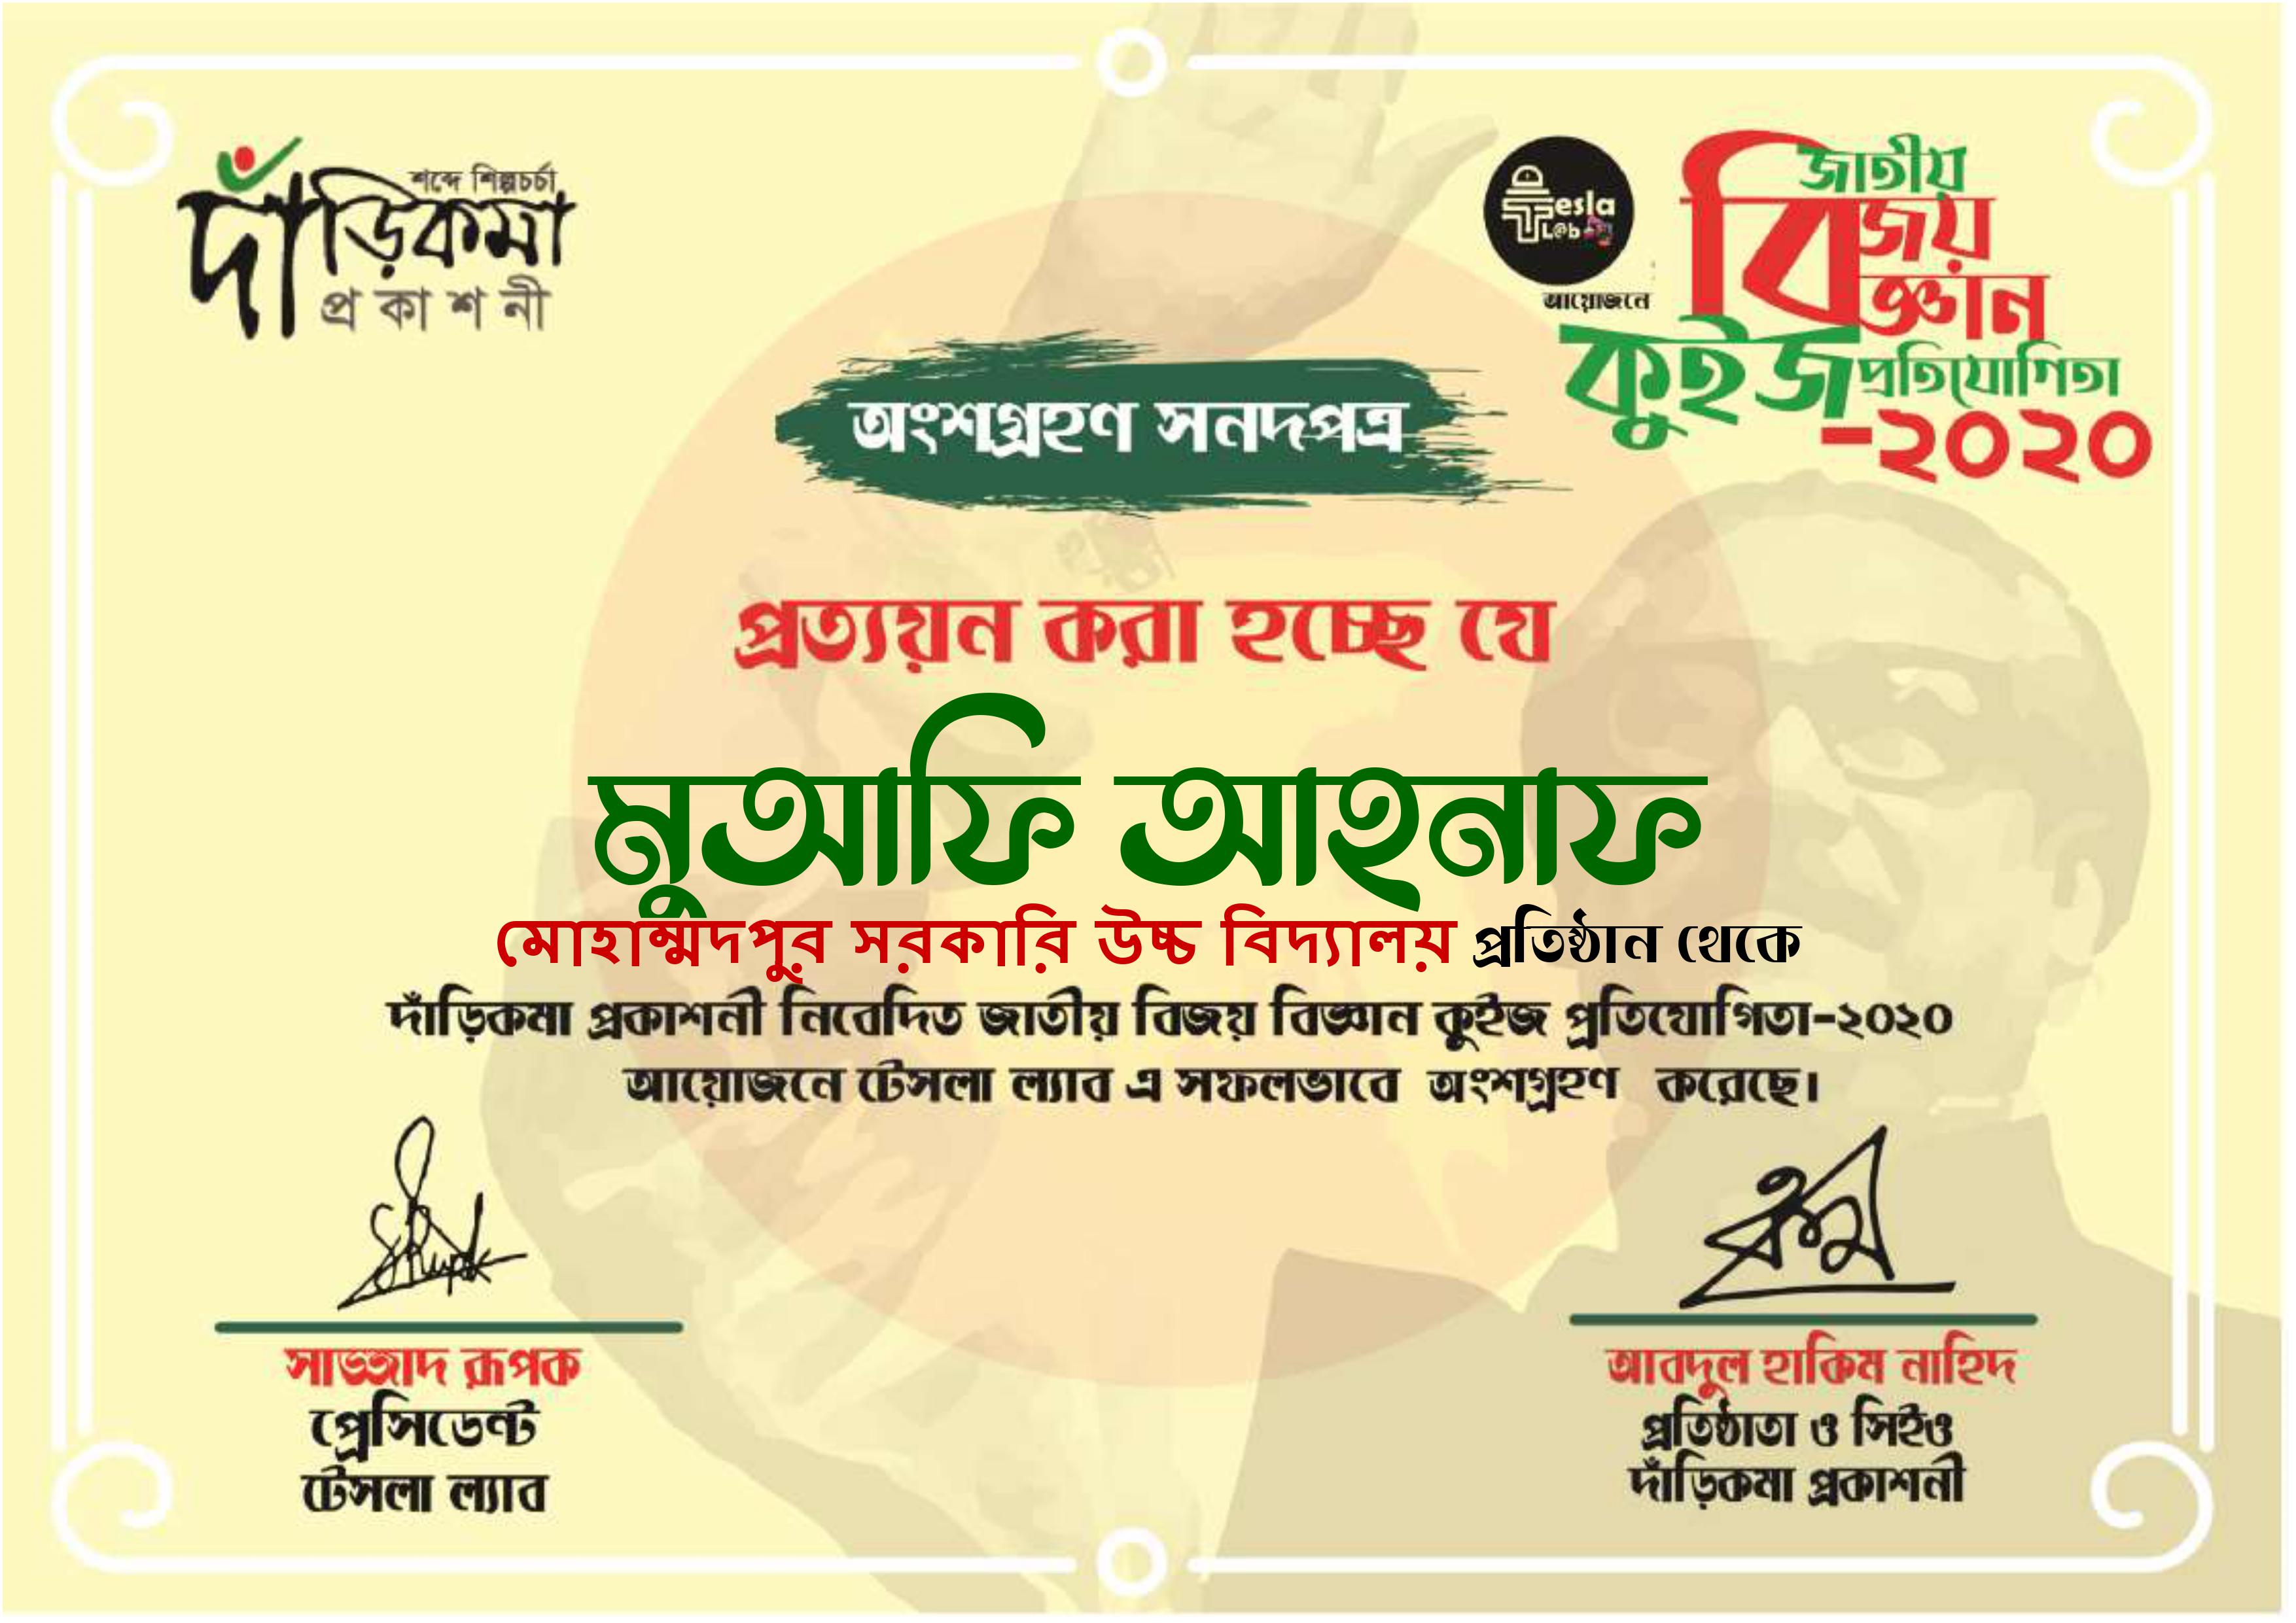 শব্দে শিল্পচর্চা
দাঁড়িকমা
প্রকাশনী
Tesla
L@b
আয়োজনে
জাতীয়
বিজয়
বিজ্ঞান
কুইজ প্রতিযোগিতা
-২০২০
অংশগ্রহণ সনদপত্র
প্রত্যয়ন করা হচ্ছে যে
মুআফি আহনাফ
মোহাম্মদপুর সরকারি উচ্চ বিদ্যালয় প্রতিষ্ঠান থেকে
দাঁড়িকমা প্রকাশনী নিবেদিত জাতীয় বিজয় বিজ্ঞান কুইজ প্রতিযোগিতা-২০২০
আয়োজনে টেসলা ল্যাব এ সফলভাবে অংশগ্রহণ করেছে।
সাজ্জাদ রূপক
প্রেসিডেন্ট
টেসলা ল্যাব
আবদুল হাকিম নাহিদ
প্রতিষ্ঠাতা ও সিইও
দাঁড়িকমা প্রকাশনী